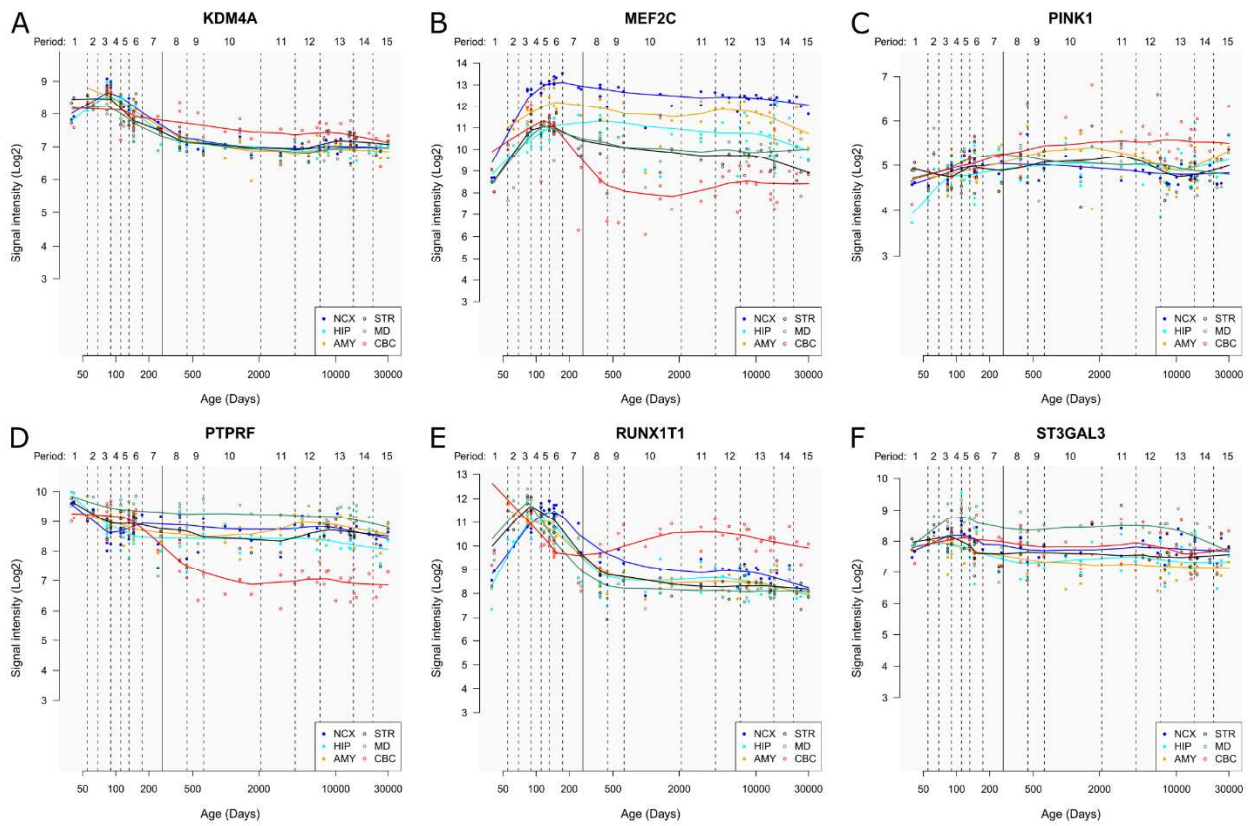 A KDM4A
Period: 1 2 3 4 5 6 7 8 9 10 11 12 13 14 15
Signal intensity (Log2)
9
8
7
6
5
4
3
NCX STR
HIP MD
AMY CBC
50 100 200 500 2000 10000 30000
Age (Days)
B MEF2C
Period: 1 2 3 4 5 6 7 8 9 10 11 12 13 14 15
Signal intensity (Log2)
14
13
12
11
10
9
8
7
6
5
4
3
NCX STR
HIP MD
AMY CBC
50 100 200 500 2000 10000 30000
Age (Days)
C PINK1
Period: 1 2 3 4 5 6 7 8 9 10 11 12 13 14 15
Signal intensity (Log2)
7
6
5
4
3
NCX STR
HIP MD
AMY CBC
50 100 200 500 2000 10000 30000
Age (Days)
D PTPRF
Period: 1 2 3 4 5 6 7 8 9 10 11 12 13 14 15
Signal intensity (Log2)
10
9
8
7
6
5
4
3
NCX STR
HIP MD
AMY CBC
50 100 200 500 2000 10000 30000
Age (Days)
E RUNX1T1
Period: 1 2 3 4 5 6 7 8 9 10 11 12 13 14 15
Signal intensity (Log2)
13
12
11
10
9
8
7
6
5
4
3
NCX STR
HIP MD
AMY CBC
50 100 200 500 2000 10000 30000
Age (Days)
F ST3GAL3
Period: 1 2 3 4 5 6 7 8 9 10 11 12 13 14 15
Signal intensity (Log2)
10
9
8
7
6
5
4
3
NCX STR
HIP MD
AMY CBC
50 100 200 500 2000 10000 30000
Age (Days)